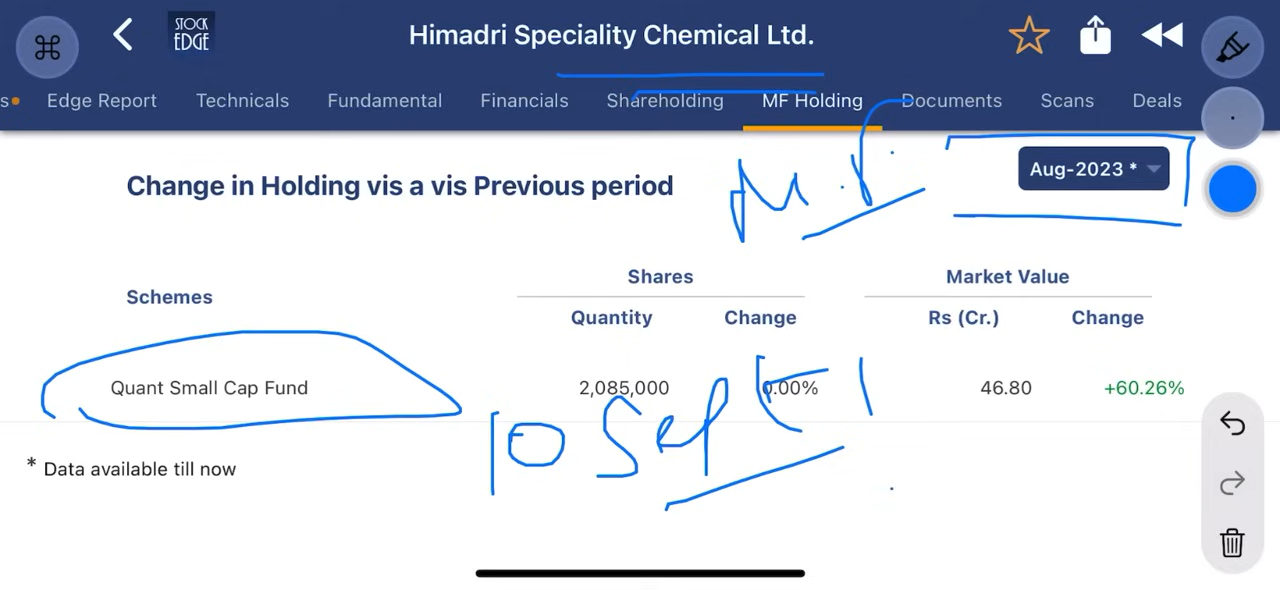 STOCK EDGE
Himadri Speciality Chemical Ltd.
s Edge Report Technicals Fundamental Financials Shareholding MF Holding Documents Scans Deals
Change in Holding vis a vis Previous period
Aug-2023 *
M.F.
Schemes
Shares
Market Value
Quantity Change Rs (Cr.) Change
Quant Small Cap Fund 2,085,000 0.00% 46.80 +60.26%
10 Sept
* Data available till now